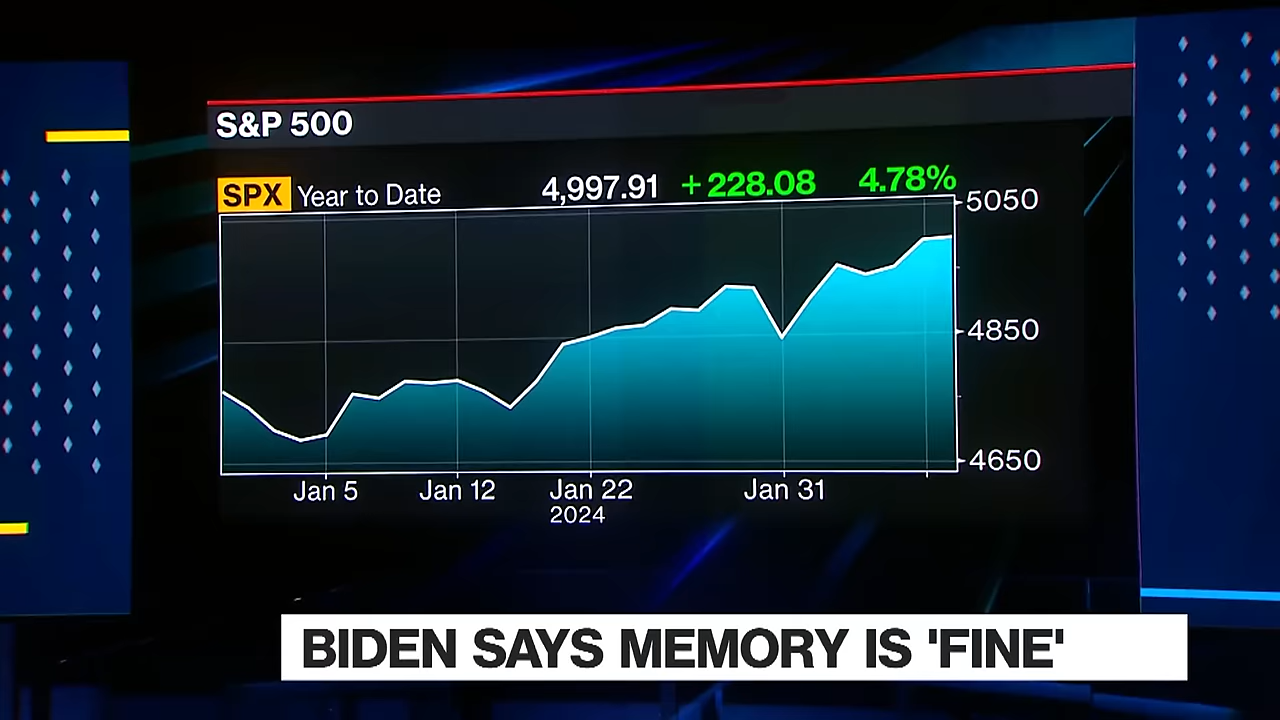 S&P 500
SPX Year to Date 4,997.91 +228.08 4.78%
5050
4850
4650
Jan 5 Jan 12 Jan 22 Jan 31
2024
BIDEN SAYS MEMORY IS 'FINE'